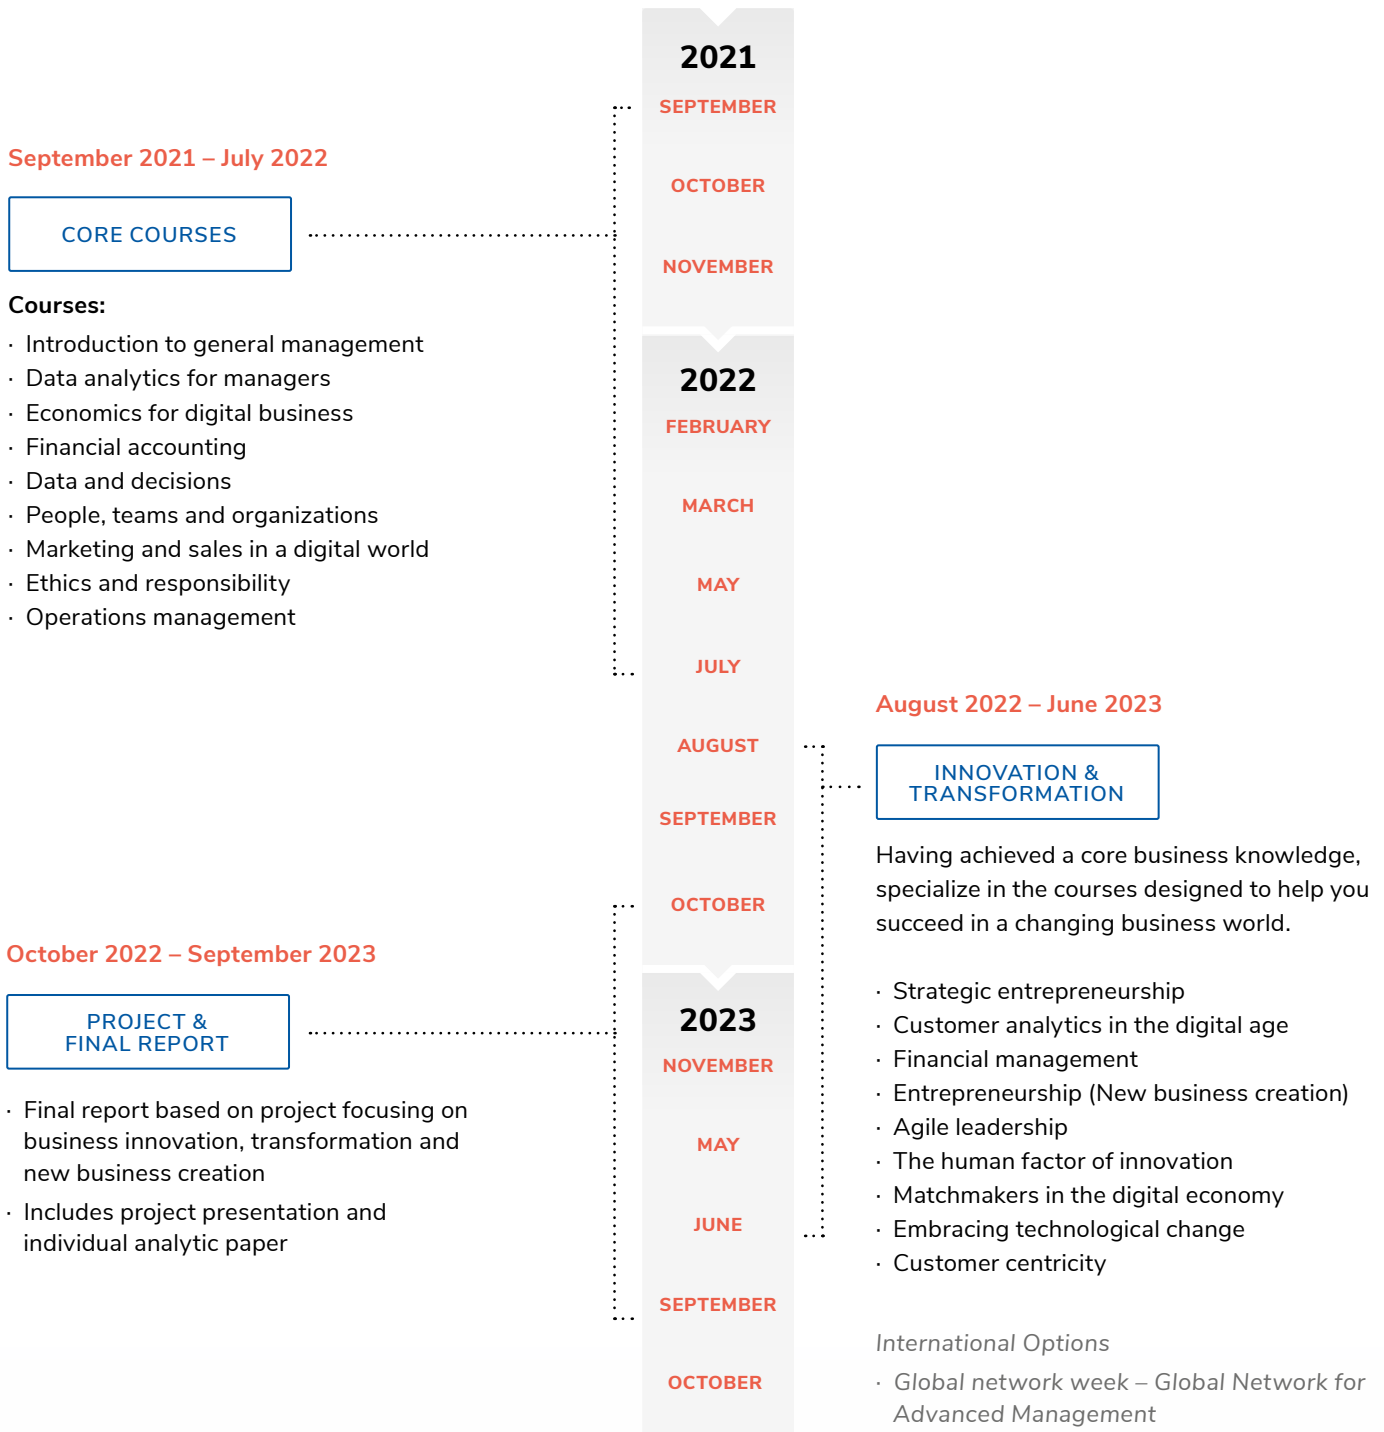 2021
SEPTEMBER
OCTOBER
NOVEMBER
2022
FEBRUARY
MARCH
MAY
JULY
AUGUST
SEPTEMBER
OCTOBER
2023
NOVEMBER
MAY
JUNE
SEPTEMBER
OCTOBER
September 2021 – July 2022
CORE COURSES
Courses:
· Introduction to general management
· Data analytics for managers
· Economics for digital business
· Financial accounting
· Data and decisions
· People, teams and organizations
· Marketing and sales in a digital world
· Ethics and responsibility
· Operations management
August 2022 – June 2023
INNOVATION &
TRANSFORMATION
Having achieved a core business knowledge,
specialize in the courses designed to help you
succeed in a changing business world.
· Strategic entrepreneurship
· Customer analytics in the digital age
· Financial management
· Entrepreneurship (New business creation)
· Agile leadership
· The human factor of innovation
· Matchmakers in the digital economy
· Embracing technological change
· Customer centricity
International Options
· Global network week – Global Network for
Advanced Management
October 2022 – September 2023
PROJECT &
FINAL REPORT
· Final report based on project focusing on
business innovation, transformation and
new business creation
· Includes project presentation and
individual analytic paper